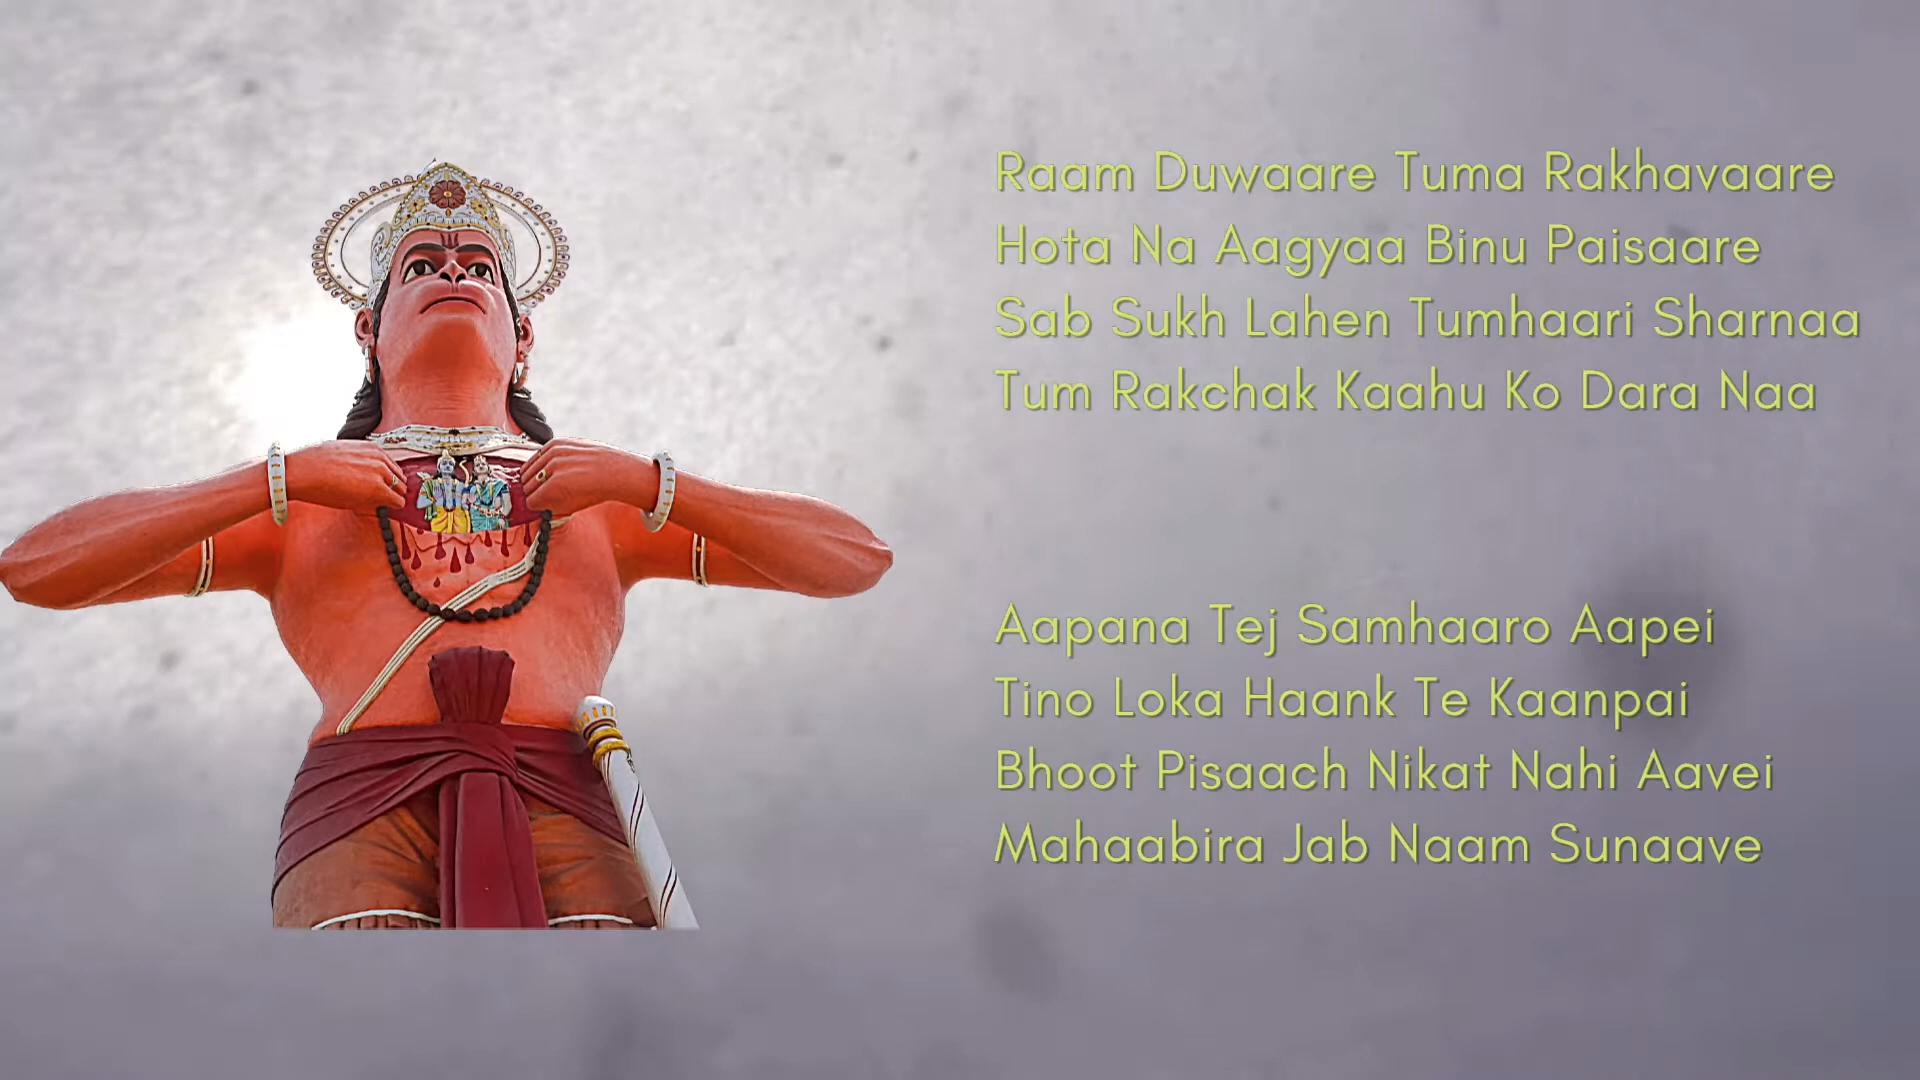 Raam Duwaare Tuma Rakhavaare
Hota Na Aagyaa Binu Paisaare
Sab Sukh Lahen Tumhaari Sharnaa
Tum Rakchak Kaahu Ko Dara Naa
Aapana Tej Samhaaro Aapei
Tino Loka Haank Te Kaanpai
Bhoot Pisaach Nikat Nahi Aavei
Mahaabira Jab Naam Sunaave